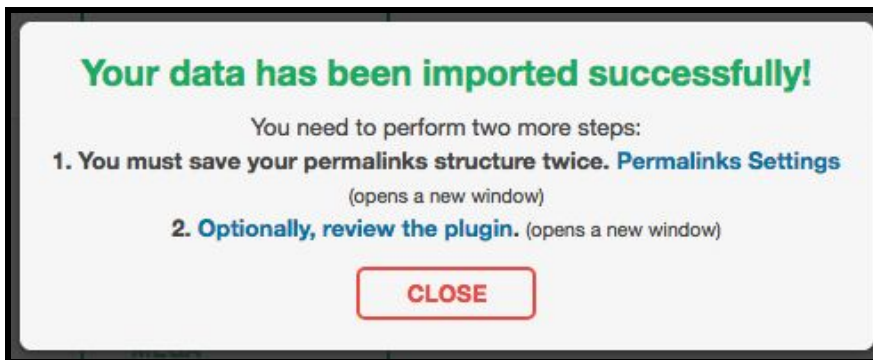 Your data has been imported successfully!
You need to perform two more steps:
1. You must save your permalinks structure twice. Permalinks Settings
(opens a new window)
2. Optionally, review the plugin. (opens a new window)
CLOSE